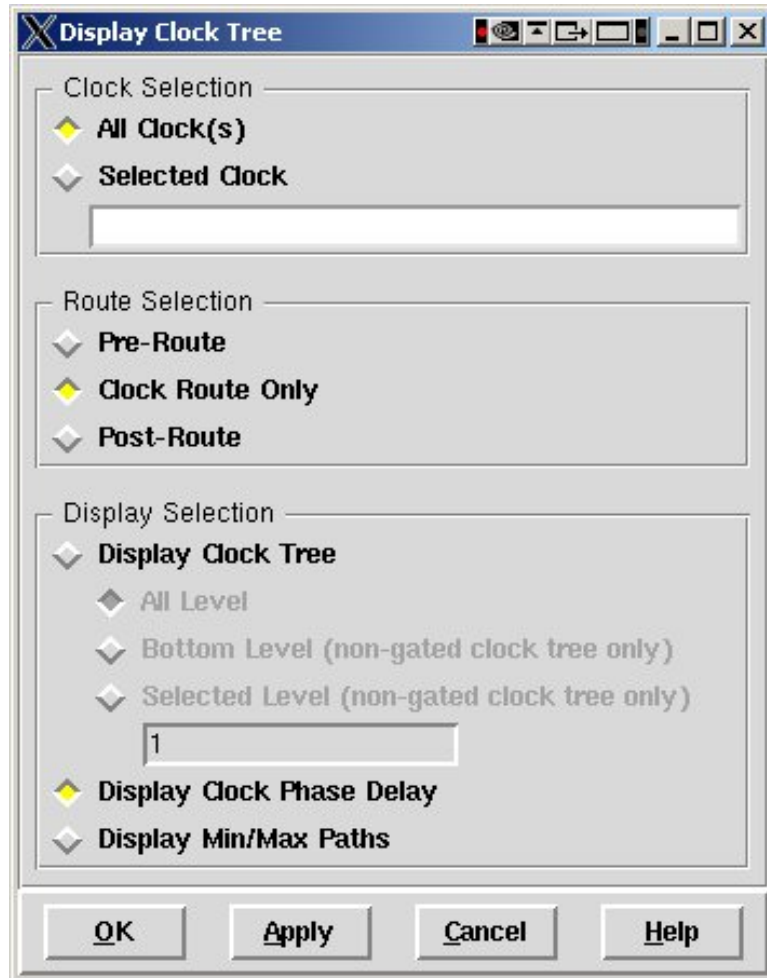 Display Clock Tree
Clock Selection
All Clock(s)
Selected Clock
Route Selection
Pre-Route
Clock Route Only
Post-Route
Display Selection
Display Clock Tree
All Level
Bottom Level (non-gated clock tree only)
Selected Level (non-gated clock tree only)
1
Display Clock Phase Delay
Display Min/Max Paths
OK Apply Cancel Help